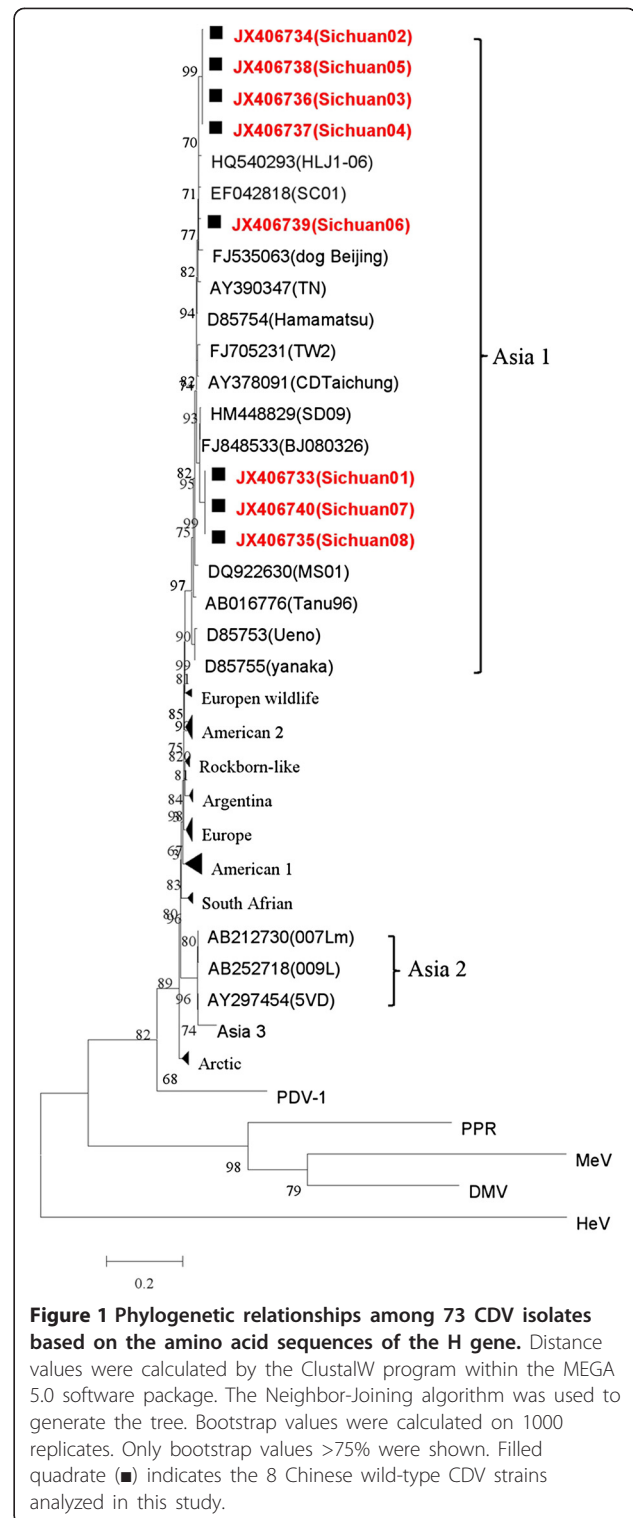 JX406734(Sichuan02)
99
JX406738(Sichuan05)
JX406736(Sichuan03)
JX406737(Sichuan04)
70
HQ540293(HLJ1-06)
71
EF042818(SC01)
JX406739(Sichuan06)
77
FJ535063(dog Beijing)
82
AY390347(TN)
94
D85754(Hamamatsu)
FJ705231(TW2)
Asia 1
82
74
AY378091(CDTaichung)
93
HM448829(SD09)
FJ848533(BJ080326)
82
95
JX406733(Sichuan01)
JX406740(Sichuan07)
99
75
JX406735(Sichuan08)
DQ922630(MS01)
97
AB016776(Tanu96)
90
D85753(Ueno)
99
D85755(yanaka)
81
Europen wildlife
85
American 2
75
Rockborn-like
81
84
Argentina
98
Europe
67
American 1
83
South Afrian
80
96
80
AB212730(007Lm)
AB252718(009L)
Asia 2
89
96
AY297454(5VD)
74
Asia 3
82
Arctic
68
PDV-1
PPR
98
MeV
79
DMV
HeV
0.2
Figure 1 Phylogenetic relationships among 73 CDV isolates
based on the amino acid sequences of the H gene. Distance
values were calculated by the ClustalW program within the MEGA
5.0 software package. The Neighbor-Joining algorithm was used to
generate the tree. Bootstrap values were calculated on 1000
replicates. Only bootstrap values >75% were shown. Filled
quadrate (■) indicates the 8 Chinese wild-type CDV strains
analyzed in this study.